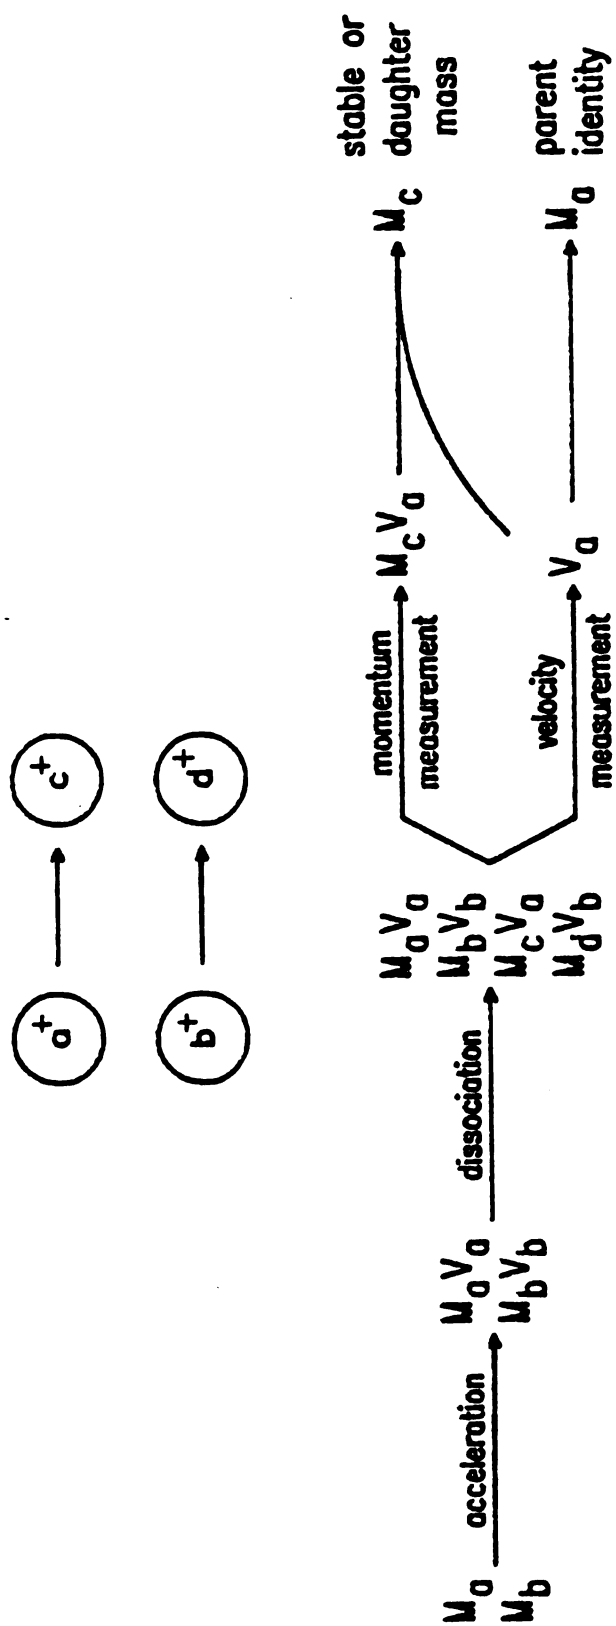 a+ c+
b+ d+
Ma
Mb
acceleration
MaVa
MbVb
dissociation
MaVa
MbVb
McVa
MdVb
momentum
measurement
McVa
Mc
stable or
daughter
mass
velocity
measurement
Va
Ma
parent
identity